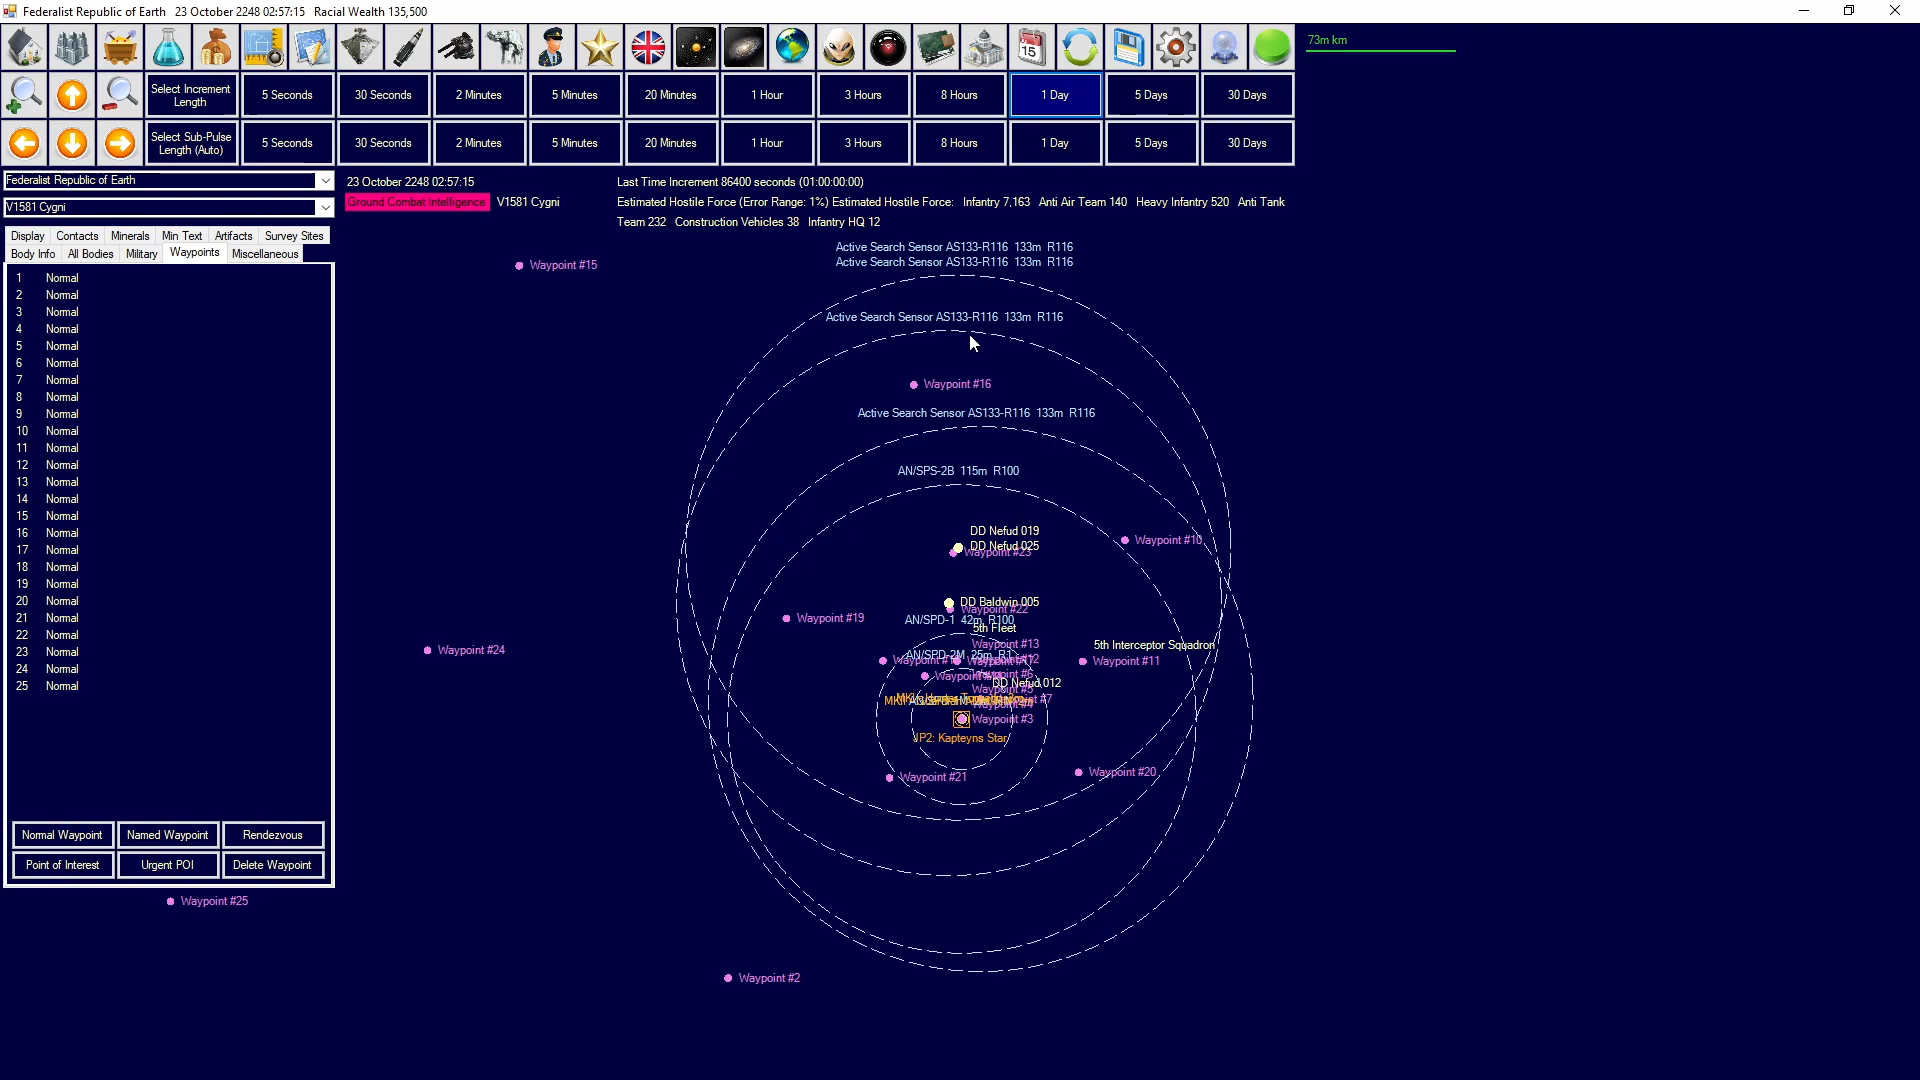 Federalist Republic of Earth   23 October 2248 02:57:15   Racial Wealth 135,500
15
73m km
Select Increment Length
5 Seconds
30 Seconds
2 Minutes
5 Minutes
20 Minutes
1 Hour
3 Hours
8 Hours
1 Day
5 Days
30 Days
Select Sub-Pulse Length (Auto)
5 Seconds
30 Seconds
2 Minutes
5 Minutes
20 Minutes
1 Hour
3 Hours
8 Hours
1 Day
5 Days
30 Days
Federalist Republic of Earth
V1581 Cygni
23 October 2248 02:57:15
Last Time Increment 86400 seconds (01:00:00:00)
Ground Combat Intelligence
V1581 Cygni
Estimated Hostile Force (Error Range: 1%) Estimated Hostile Force:  Infantry 7,163  Anti Air Team 140  Heavy Infantry 520  Anti Tank
Team 232  Construction Vehicles 38  Infantry HQ 12
Display
Contacts
Minerals
Min Text
Artifacts
Survey Sites
Body Info
All Bodies
Military
Waypoints
Miscellaneous
1 Normal
2 Normal
3 Normal
4 Normal
5 Normal
6 Normal
7 Normal
8 Normal
9 Normal
10 Normal
11 Normal
12 Normal
13 Normal
14 Normal
15 Normal
16 Normal
17 Normal
18 Normal
19 Normal
20 Normal
21 Normal
22 Normal
23 Normal
24 Normal
25 Normal
Normal Waypoint
Named Waypoint
Rendezvous
Point of Interest
Urgent POI
Delete Waypoint
Active Search Sensor AS133-R116  133m  R116
Active Search Sensor AS133-R116  133m  R116
Waypoint #15
Active Search Sensor AS133-R116  133m  R116
Waypoint #16
Active Search Sensor AS133-R116  133m  R116
AN/SPS-2B  115m  R100
DD Nefud 019
DD Nefud 025
Waypoint #23
Waypoint #10
DD Baldwin 005
Waypoint #22
Waypoint #19
AN/SPD-1  42m  R100
5th Fleet
Waypoint #13
5th Interceptor Squadron
Waypoint #24
AN/SPD-2M  25m  R1
Waypoint #11
DD Nefud 012
Waypoint #3
JP2: Kapteyns Star
Waypoint #21
Waypoint #20
Waypoint #25
Waypoint #2